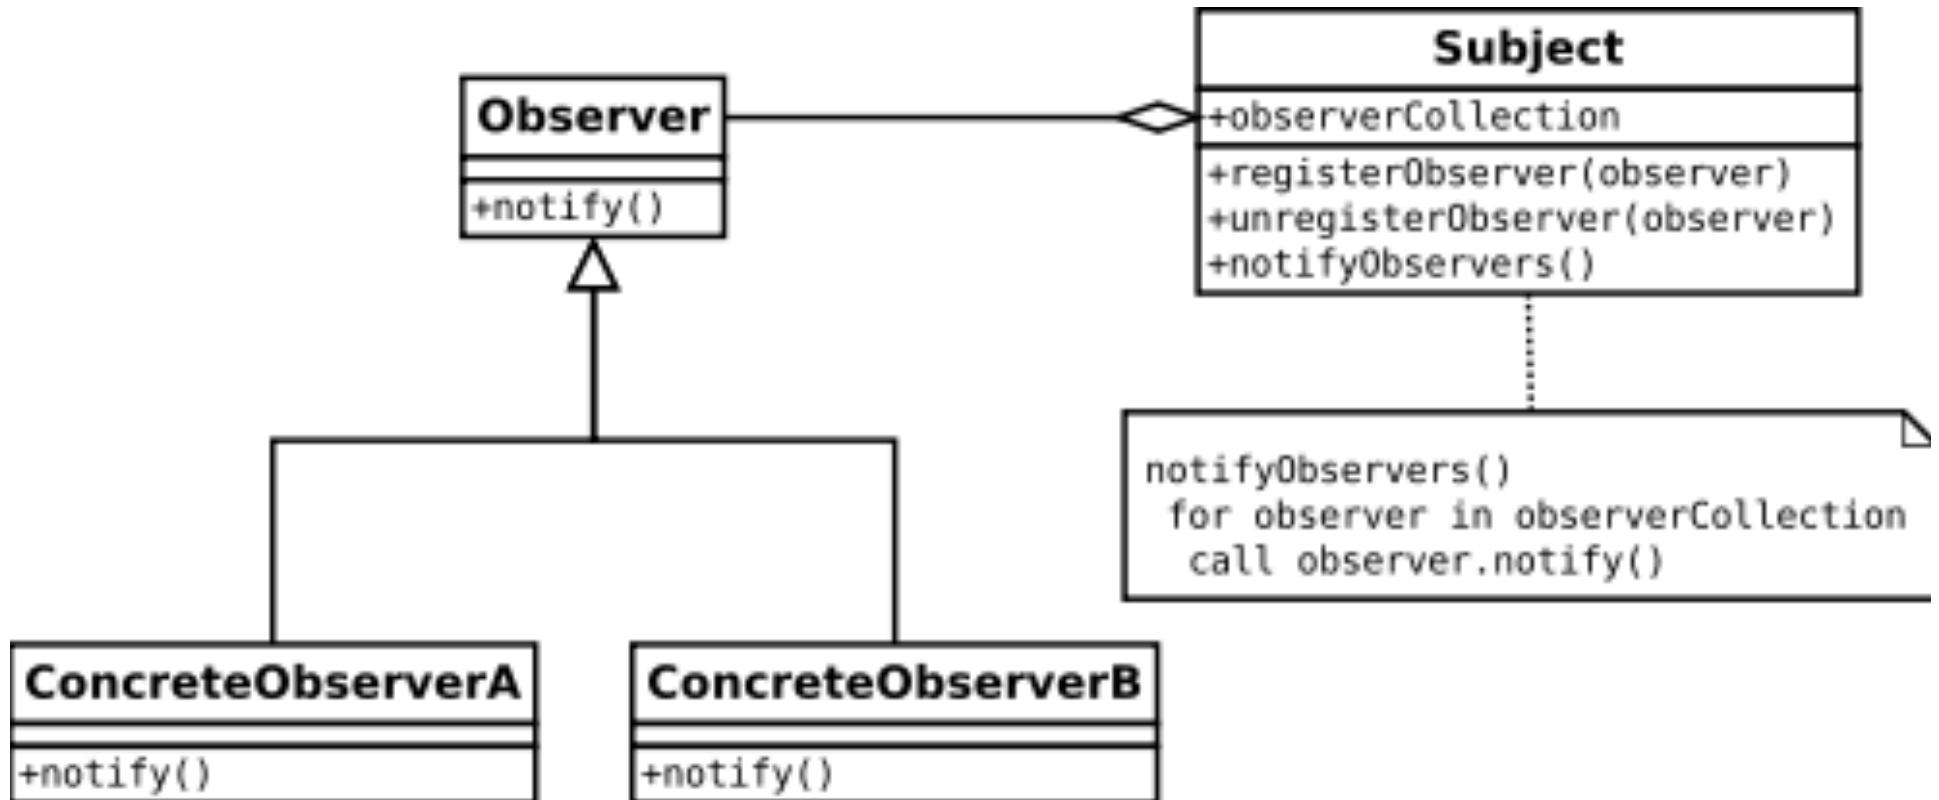 Subject
Observer
+observerCollection
+registerObserver(observer)
+notify()
+unregisterObserver(observer)
+notifyObservers()
notifyObservers()
for observer in observerCollection
call observer.notify()
ConcreteObserverA
ConcreteObserverB
+notify()
+notify()